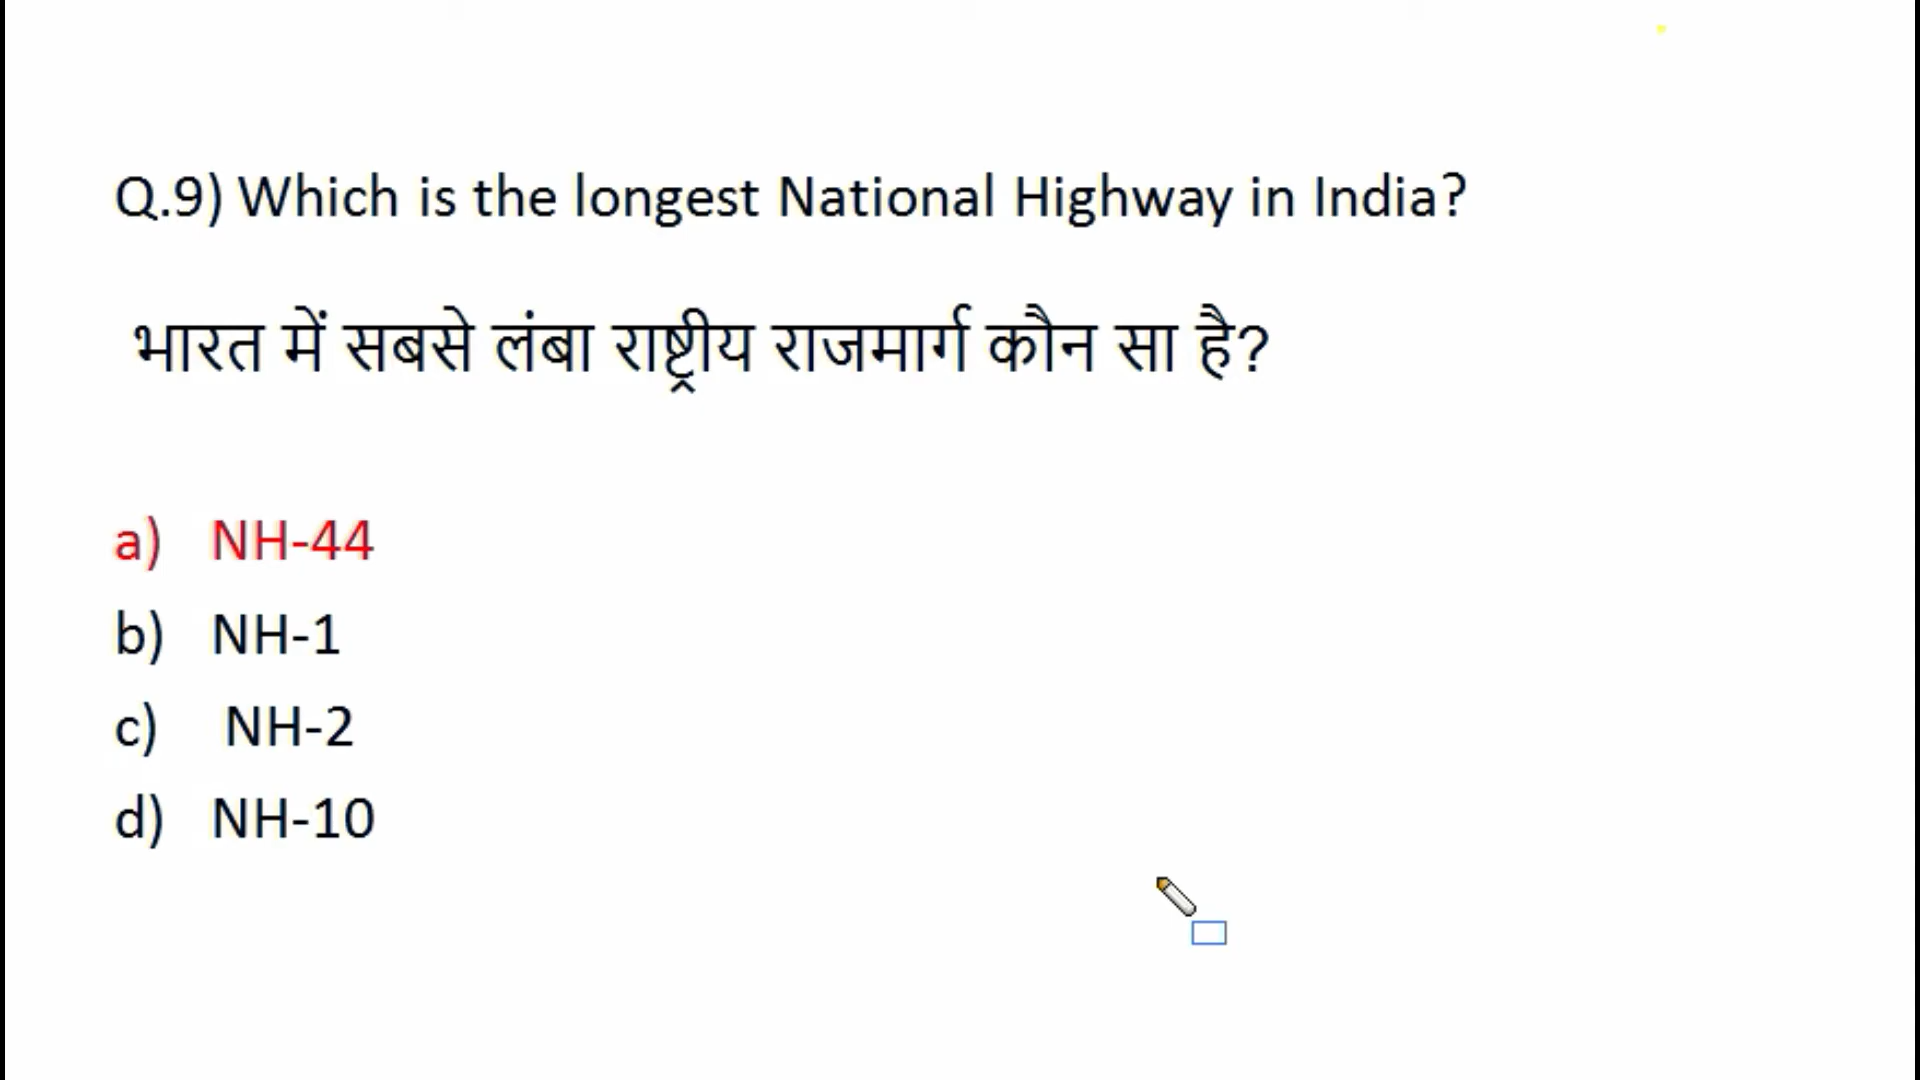 Q.9) Which is the longest National Highway in India?
भारत में सबसे लंबा राष्ट्रीय राजमार्ग कौन सा है?
a) NH-44
b) NH-1
c) NH-2
d) NH-10